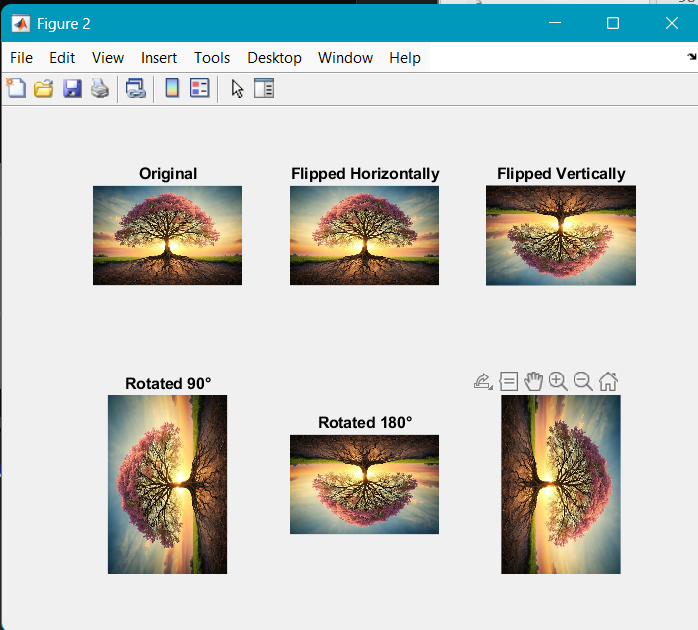 Figure 2
File Edit View Insert Tools Desktop Window Help
Original Flipped Horizontally Flipped Vertically
Rotated 90°
Rotated 180°